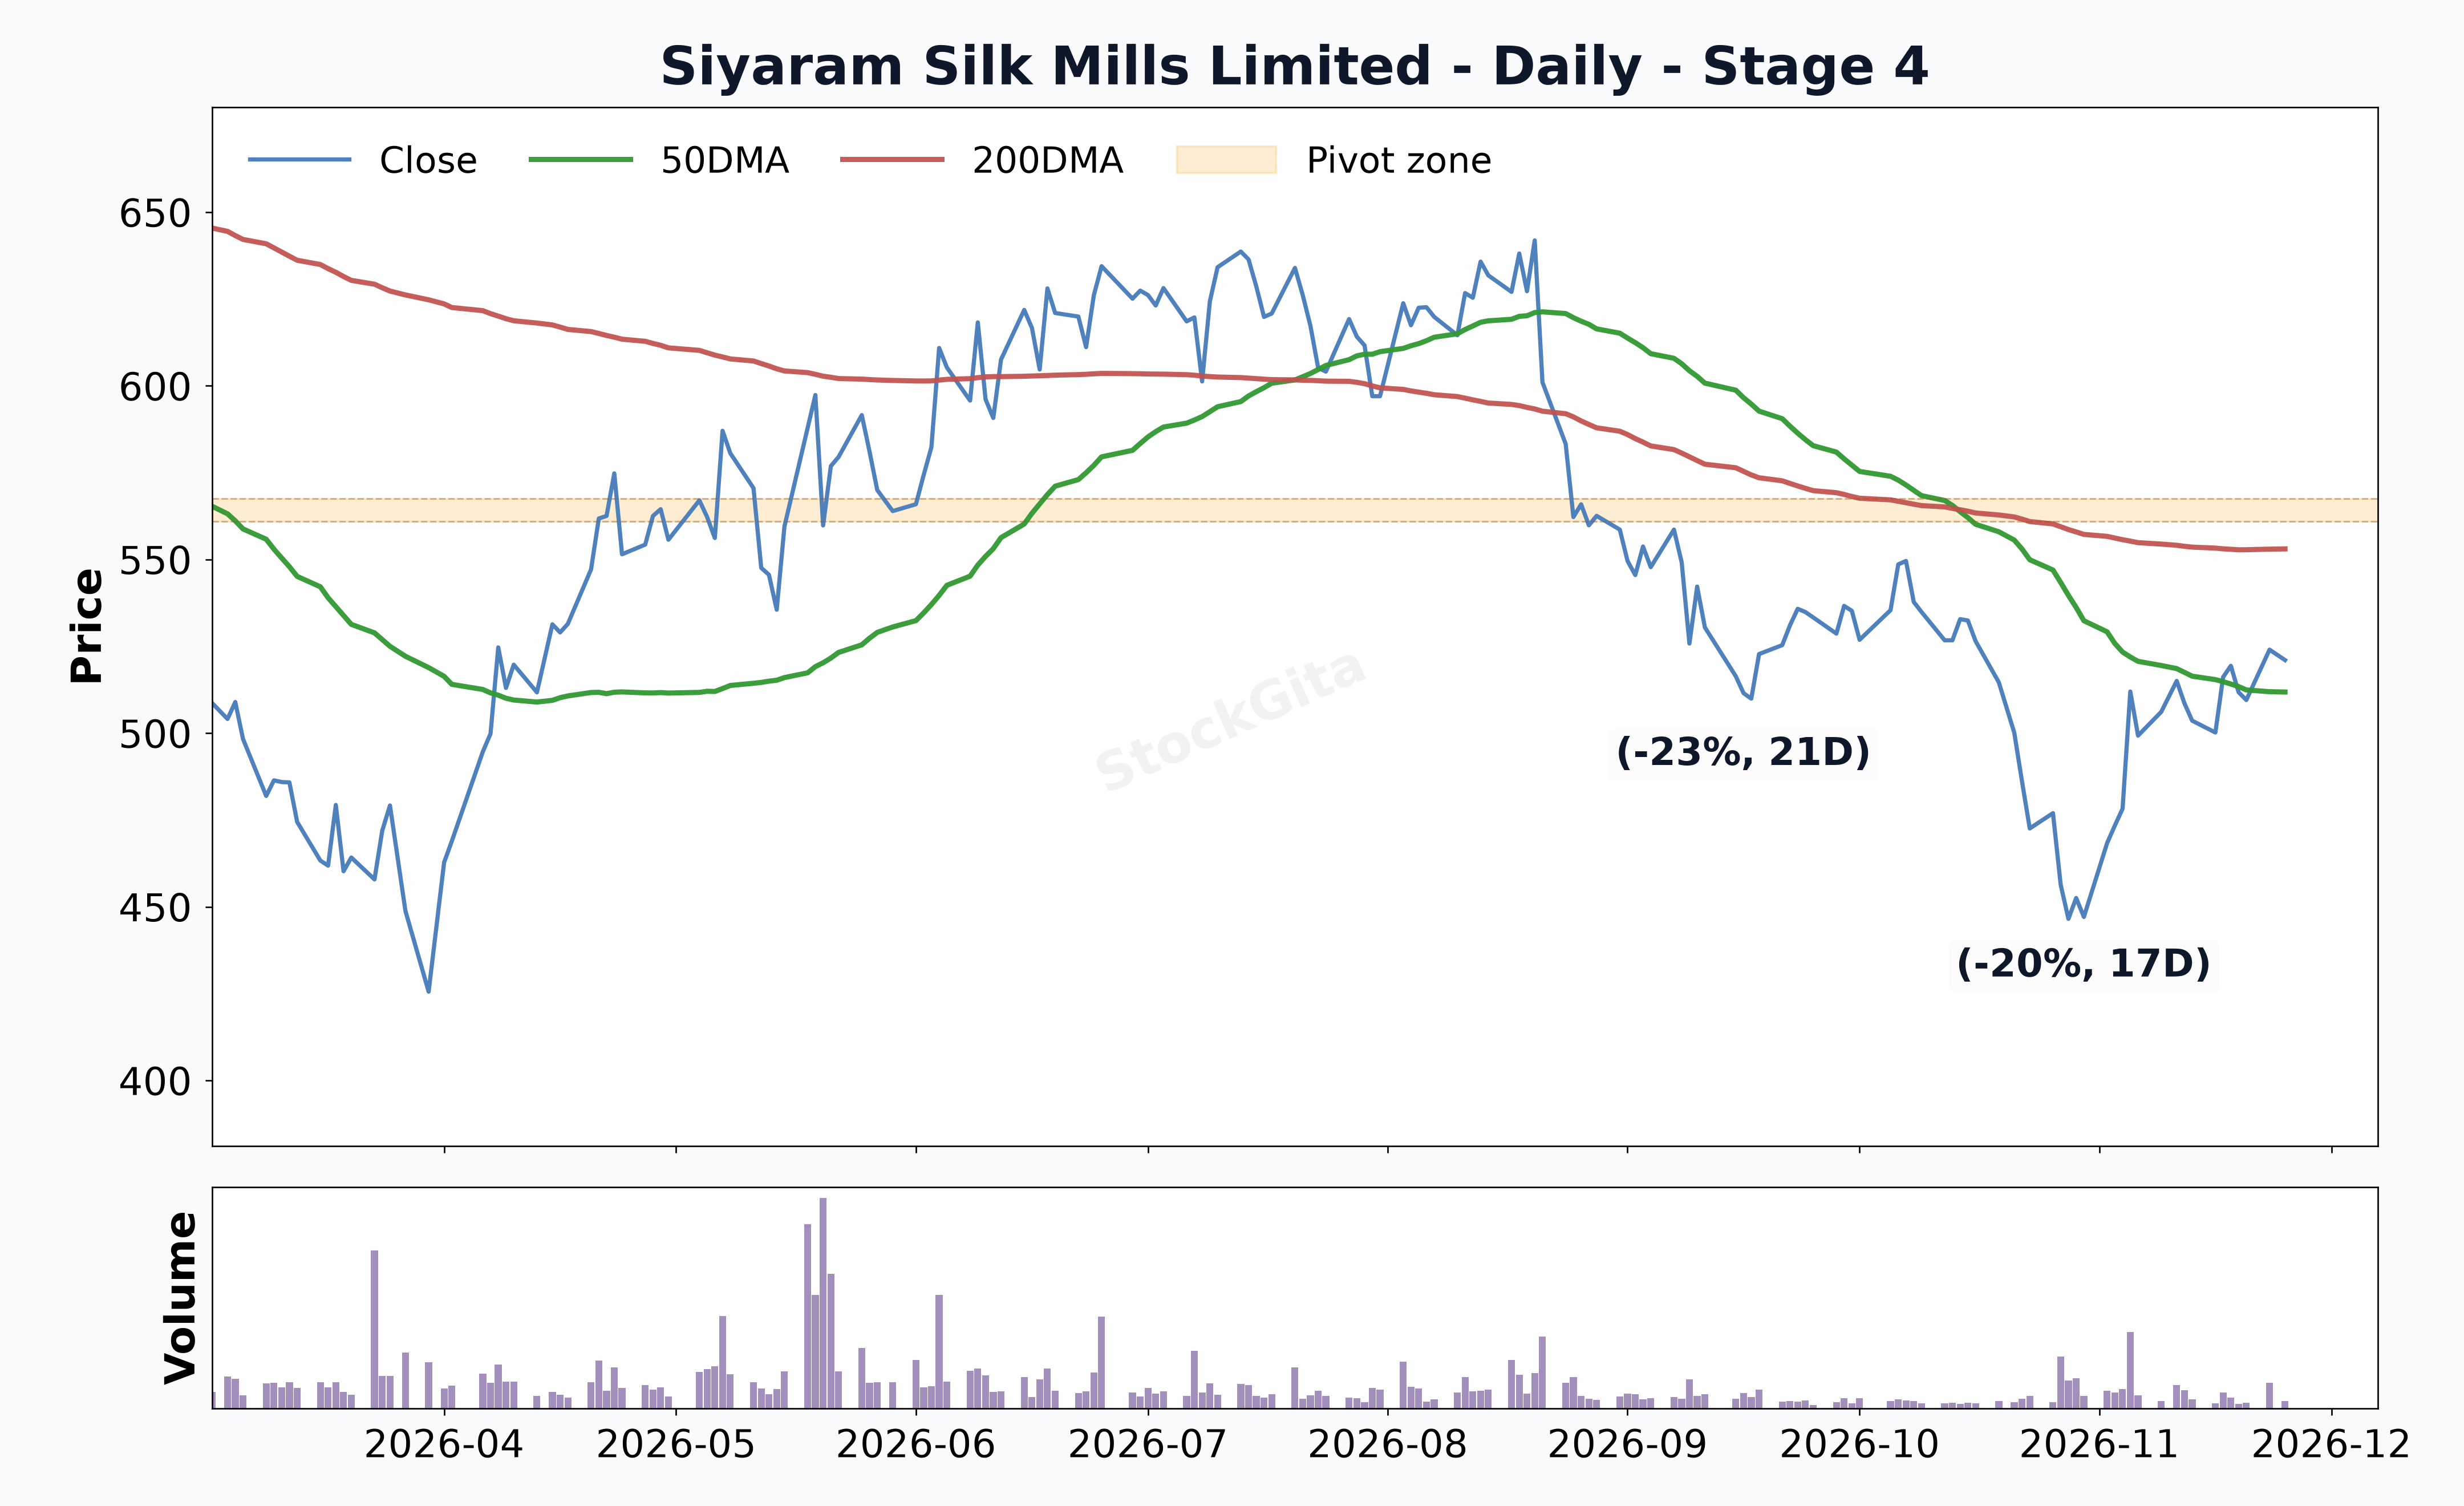 Siyaram Silk Mills Limited - Daily - Stage 4
Close 50DMA 200DMA Pivot zone
650
600
550
500
450
400
Price
StockGita
(-23%, 21D)
(-20%, 17D)
Volume
2026-04 2026-05 2026-06 2026-07 2026-08 2026-09 2026-10 2026-11 2026-12